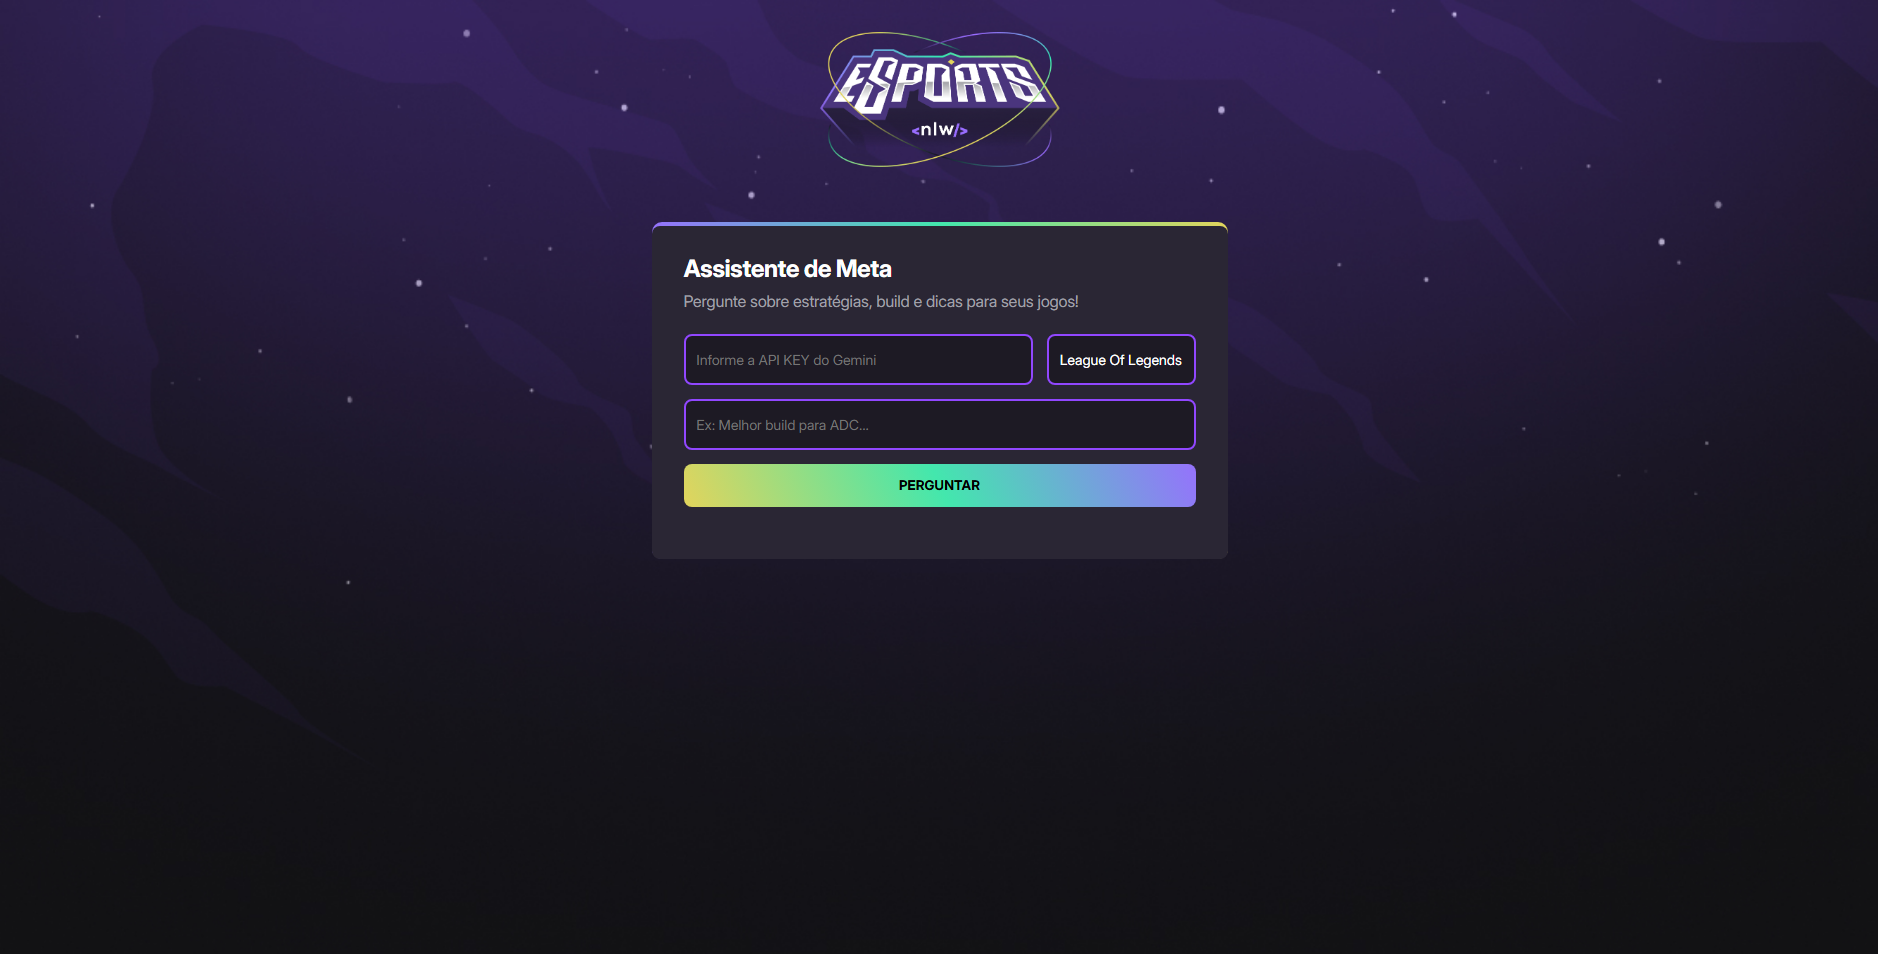 ESPORTS
<nlw/>
Assistente de Meta
Pergunte sobre estratégias, build e dicas para seus jogos!
Informe a API KEY do Gemini
League Of Legends
Ex: Melhor build para ADC...
PERGUNTAR